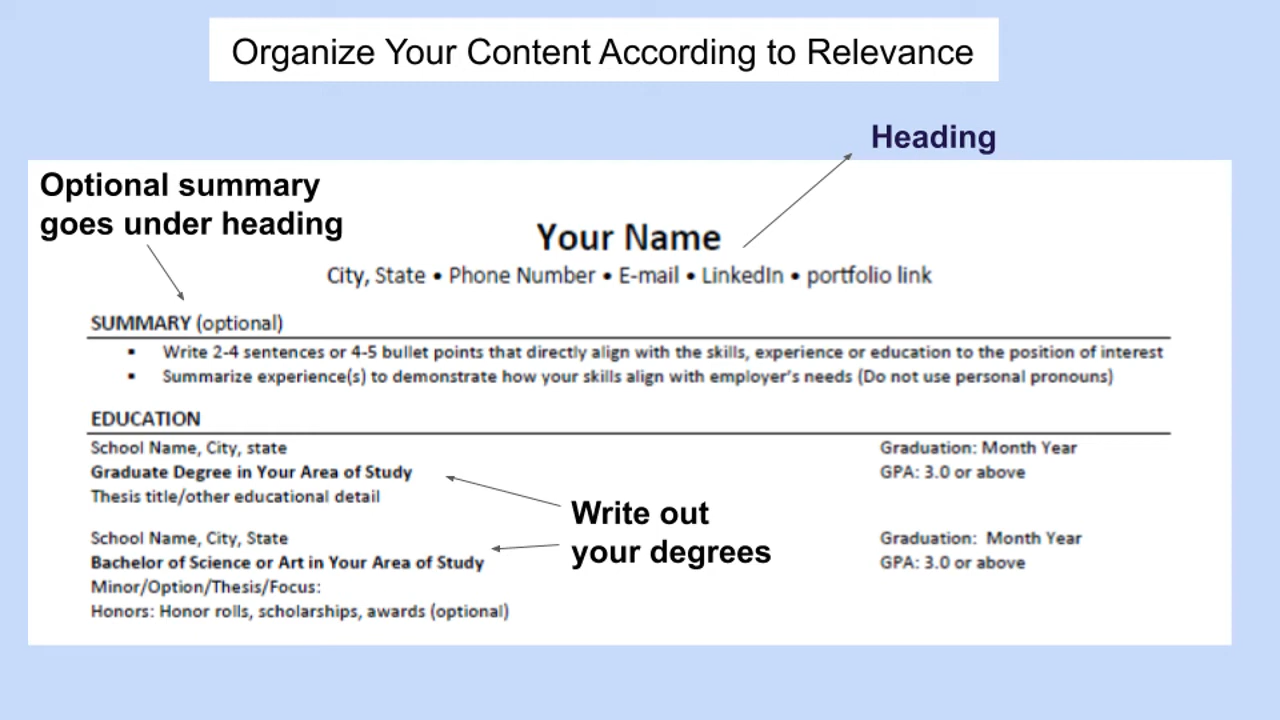 Organize Your Content According to Relevance
Heading
Optional summary
goes under heading
Your Name
City, State • Phone Number • E-mail • LinkedIn • portfolio link
SUMMARY (optional)
▪ Write 2-4 sentences or 4-5 bullet points that directly align with the skills, experience or education to the position of interest
▪ Summarize experience(s) to demonstrate how your skills align with employer's needs (Do not use personal pronouns)
EDUCATION
School Name, City, state Graduation: Month Year
Graduate Degree in Your Area of Study GPA: 3.0 or above
Thesis title/other educational detail
Write out
your degrees
School Name, City, State Graduation: Month Year
Bachelor of Science or Art in Your Area of Study GPA: 3.0 or above
Minor/Option/Thesis/Focus:
Honors: Honor rolls, scholarships, awards (optional)